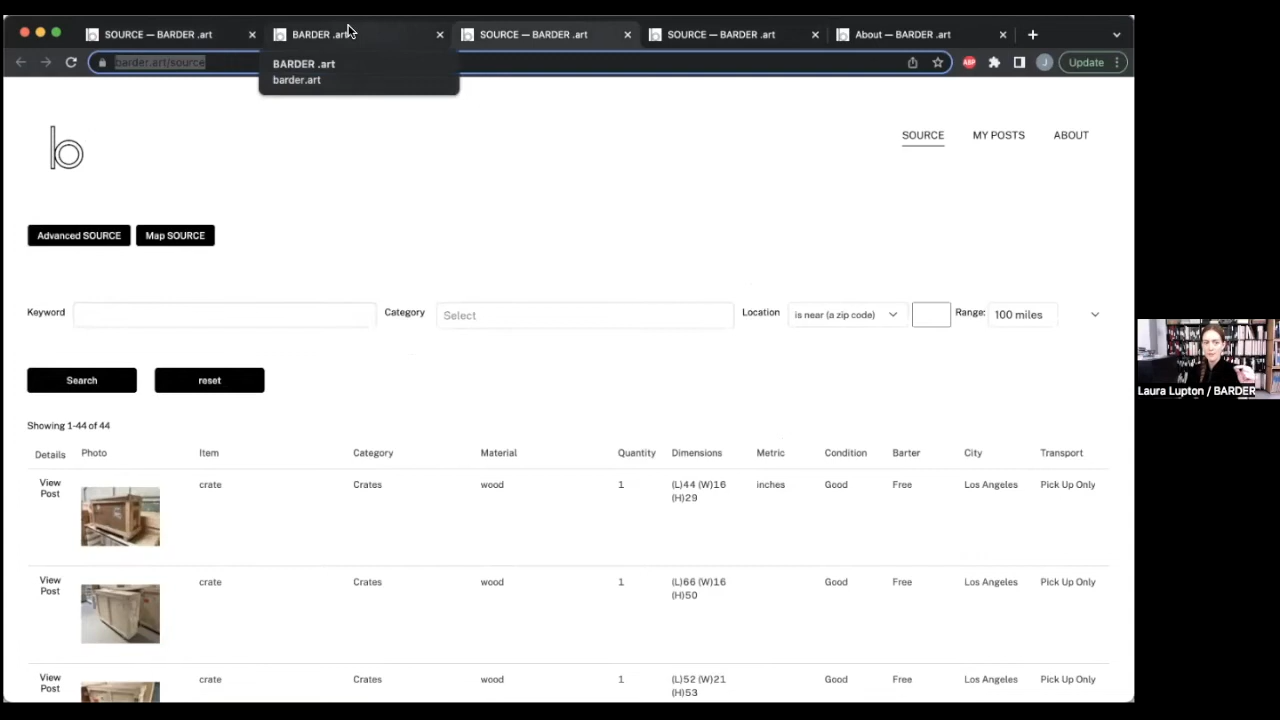 SOURCE — BARDER .art
BARDER .art
SOURCE — BARDER .art
SOURCE — BARDER .art
About — BARDER .art
barder.art/source
ABP
J
Update
BARDER .art
barder.art
b
SOURCE
MY POSTS
ABOUT
Advanced SOURCE
Map SOURCE
Keyword
Category
Select
Location
is near (a zip code)
Range:
100 miles
Search
reset
Showing 1-44 of 44
Details Photo Item Category Material Quantity Dimensions Metric Condition Barter City Transport
View crate Crates wood 1 (L)44 (W)16 inches Good Free Los Angeles Pick Up Only
Post (H)29
View crate Crates wood 1 (L)66 (W)16 Good Free Los Angeles Pick Up Only
Post (H)50
View crate Crates wood 1 (L)52 (W)21 Good Free Los Angeles Pick Up Only
Post (H)53
Laura Lupton / BARDER